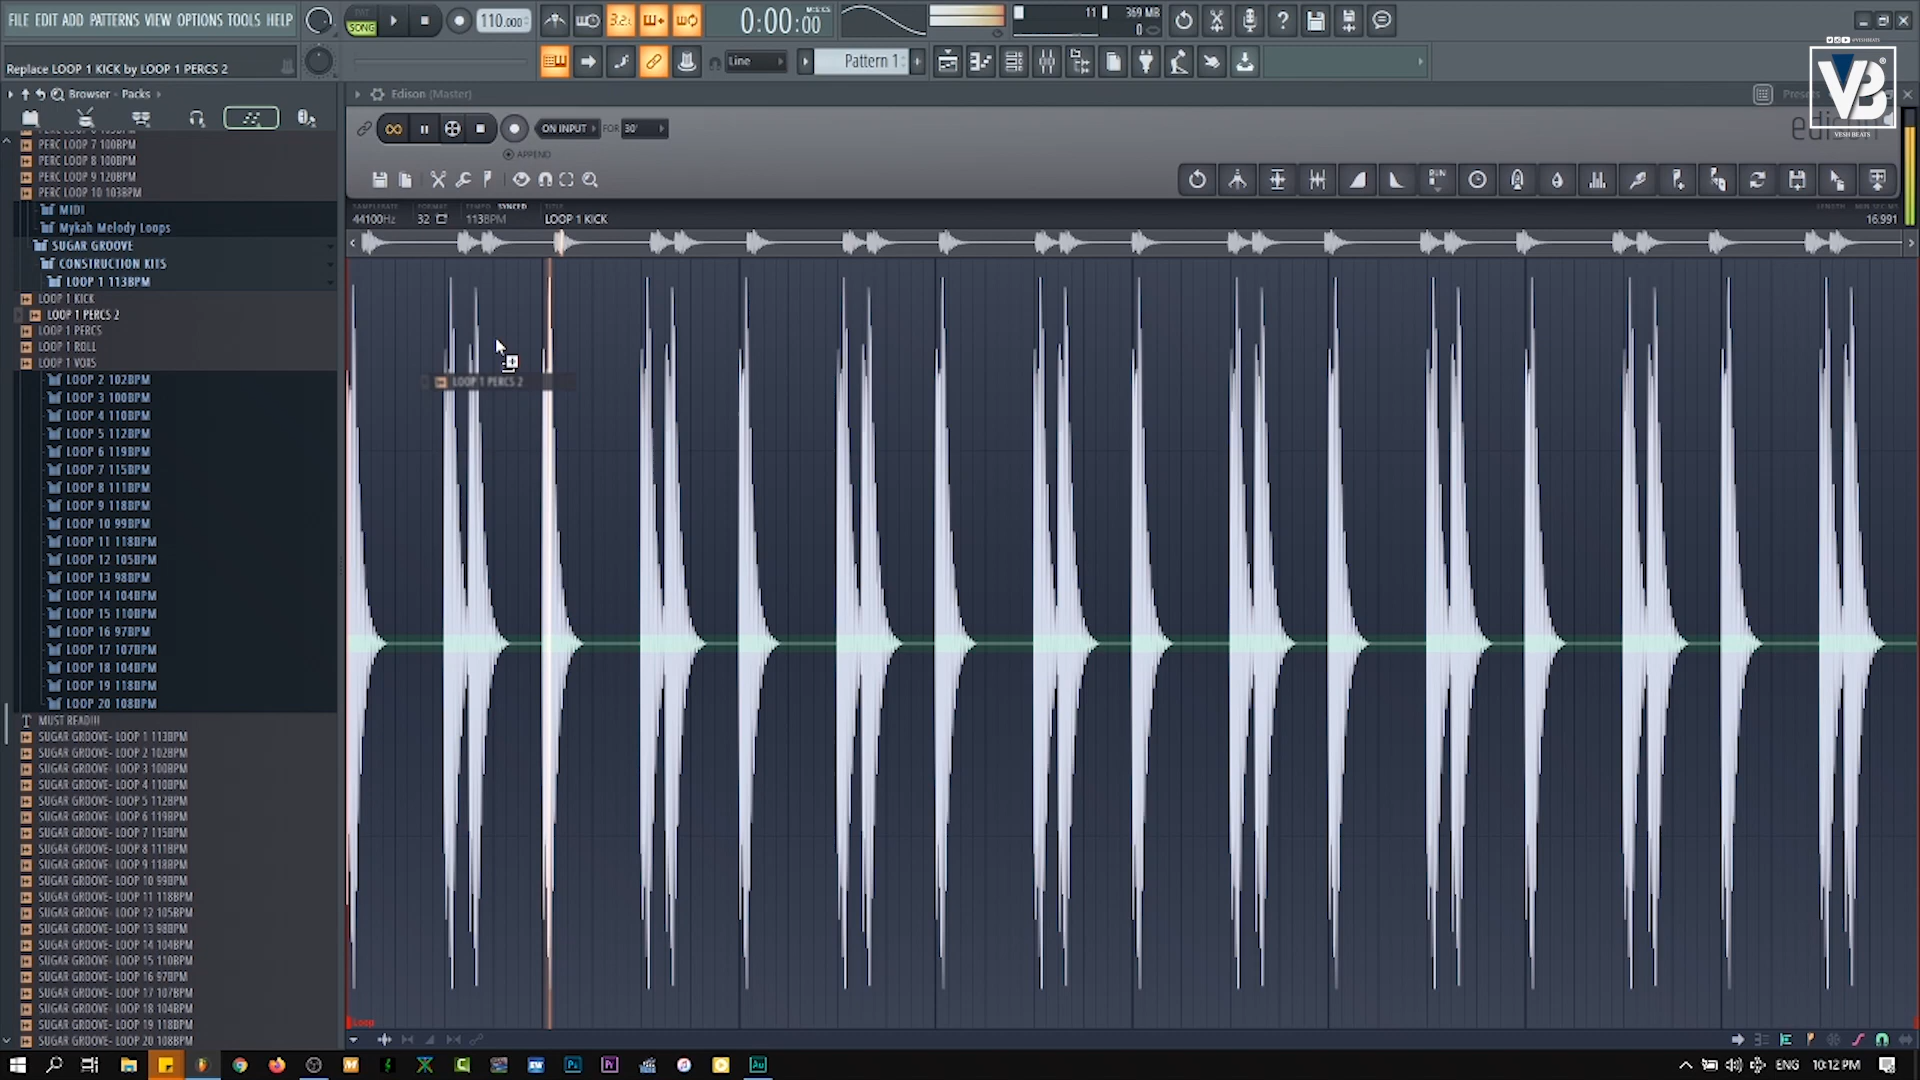 FILE EDIT ADD PATTERNS VIEW OPTIONS TOOLS HELP
SONG
110.000
3.2.
0:00:00
M:S:CS
11
369 MB
0
Replace LOOP 1 KICK by LOOP 1 PERCS 2
Line
Pattern 1
Browser - Packs
Edison (Master)
Presets
VB
VESH BEATS
ON INPUT
FOR
30'
APPEND
RUN
SAMPLERATE
FORMAT
TEMPO
SYNCED
TITLE
44100Hz
32
113BPM
LOOP 1 KICK
16.991
PERC LOOP 7 100BPM
PERC LOOP 8 100BPM
PERC LOOP 9 120BPM
PERC LOOP 10 103BPM
MIDI
Mykah Melody Loops
SUGAR GROOVE
CONSTRUCTION KITS
LOOP 1 113BPM
LOOP 1 KICK
LOOP 1 PERCS 2
LOOP 1 PERCS
LOOP 1 ROLL
LOOP 1 VOXS
LOOP 1 PERCS 2
LOOP 2 102BPM
LOOP 3 100BPM
LOOP 4 110BPM
LOOP 5 112BPM
LOOP 6 119BPM
LOOP 7 115BPM
LOOP 8 111BPM
LOOP 9 118BPM
LOOP 10 99BPM
LOOP 11 118BPM
LOOP 12 105BPM
LOOP 13 98BPM
LOOP 14 104BPM
LOOP 15 110BPM
LOOP 16 97BPM
LOOP 17 107BPM
LOOP 18 104BPM
LOOP 19 118BPM
LOOP 20 108BPM
MUST READ!!!
SUGAR GROOVE- LOOP 1 113BPM
SUGAR GROOVE- LOOP 2 102BPM
SUGAR GROOVE- LOOP 3 100BPM
SUGAR GROOVE- LOOP 4 110BPM
SUGAR GROOVE- LOOP 5 112BPM
SUGAR GROOVE- LOOP 6 119BPM
SUGAR GROOVE- LOOP 7 115BPM
SUGAR GROOVE- LOOP 8 111BPM
SUGAR GROOVE- LOOP 9 118BPM
SUGAR GROOVE- LOOP 10 99BPM
SUGAR GROOVE- LOOP 11 118BPM
SUGAR GROOVE- LOOP 12 105BPM
SUGAR GROOVE- LOOP 13 98BPM
SUGAR GROOVE- LOOP 14 104BPM
SUGAR GROOVE- LOOP 15 110BPM
SUGAR GROOVE- LOOP 16 97BPM
SUGAR GROOVE- LOOP 17 107BPM
SUGAR GROOVE- LOOP 18 104BPM
SUGAR GROOVE- LOOP 19 118BPM
SUGAR GROOVE- LOOP 20 108BPM
Loop
ENG
10:12 PM